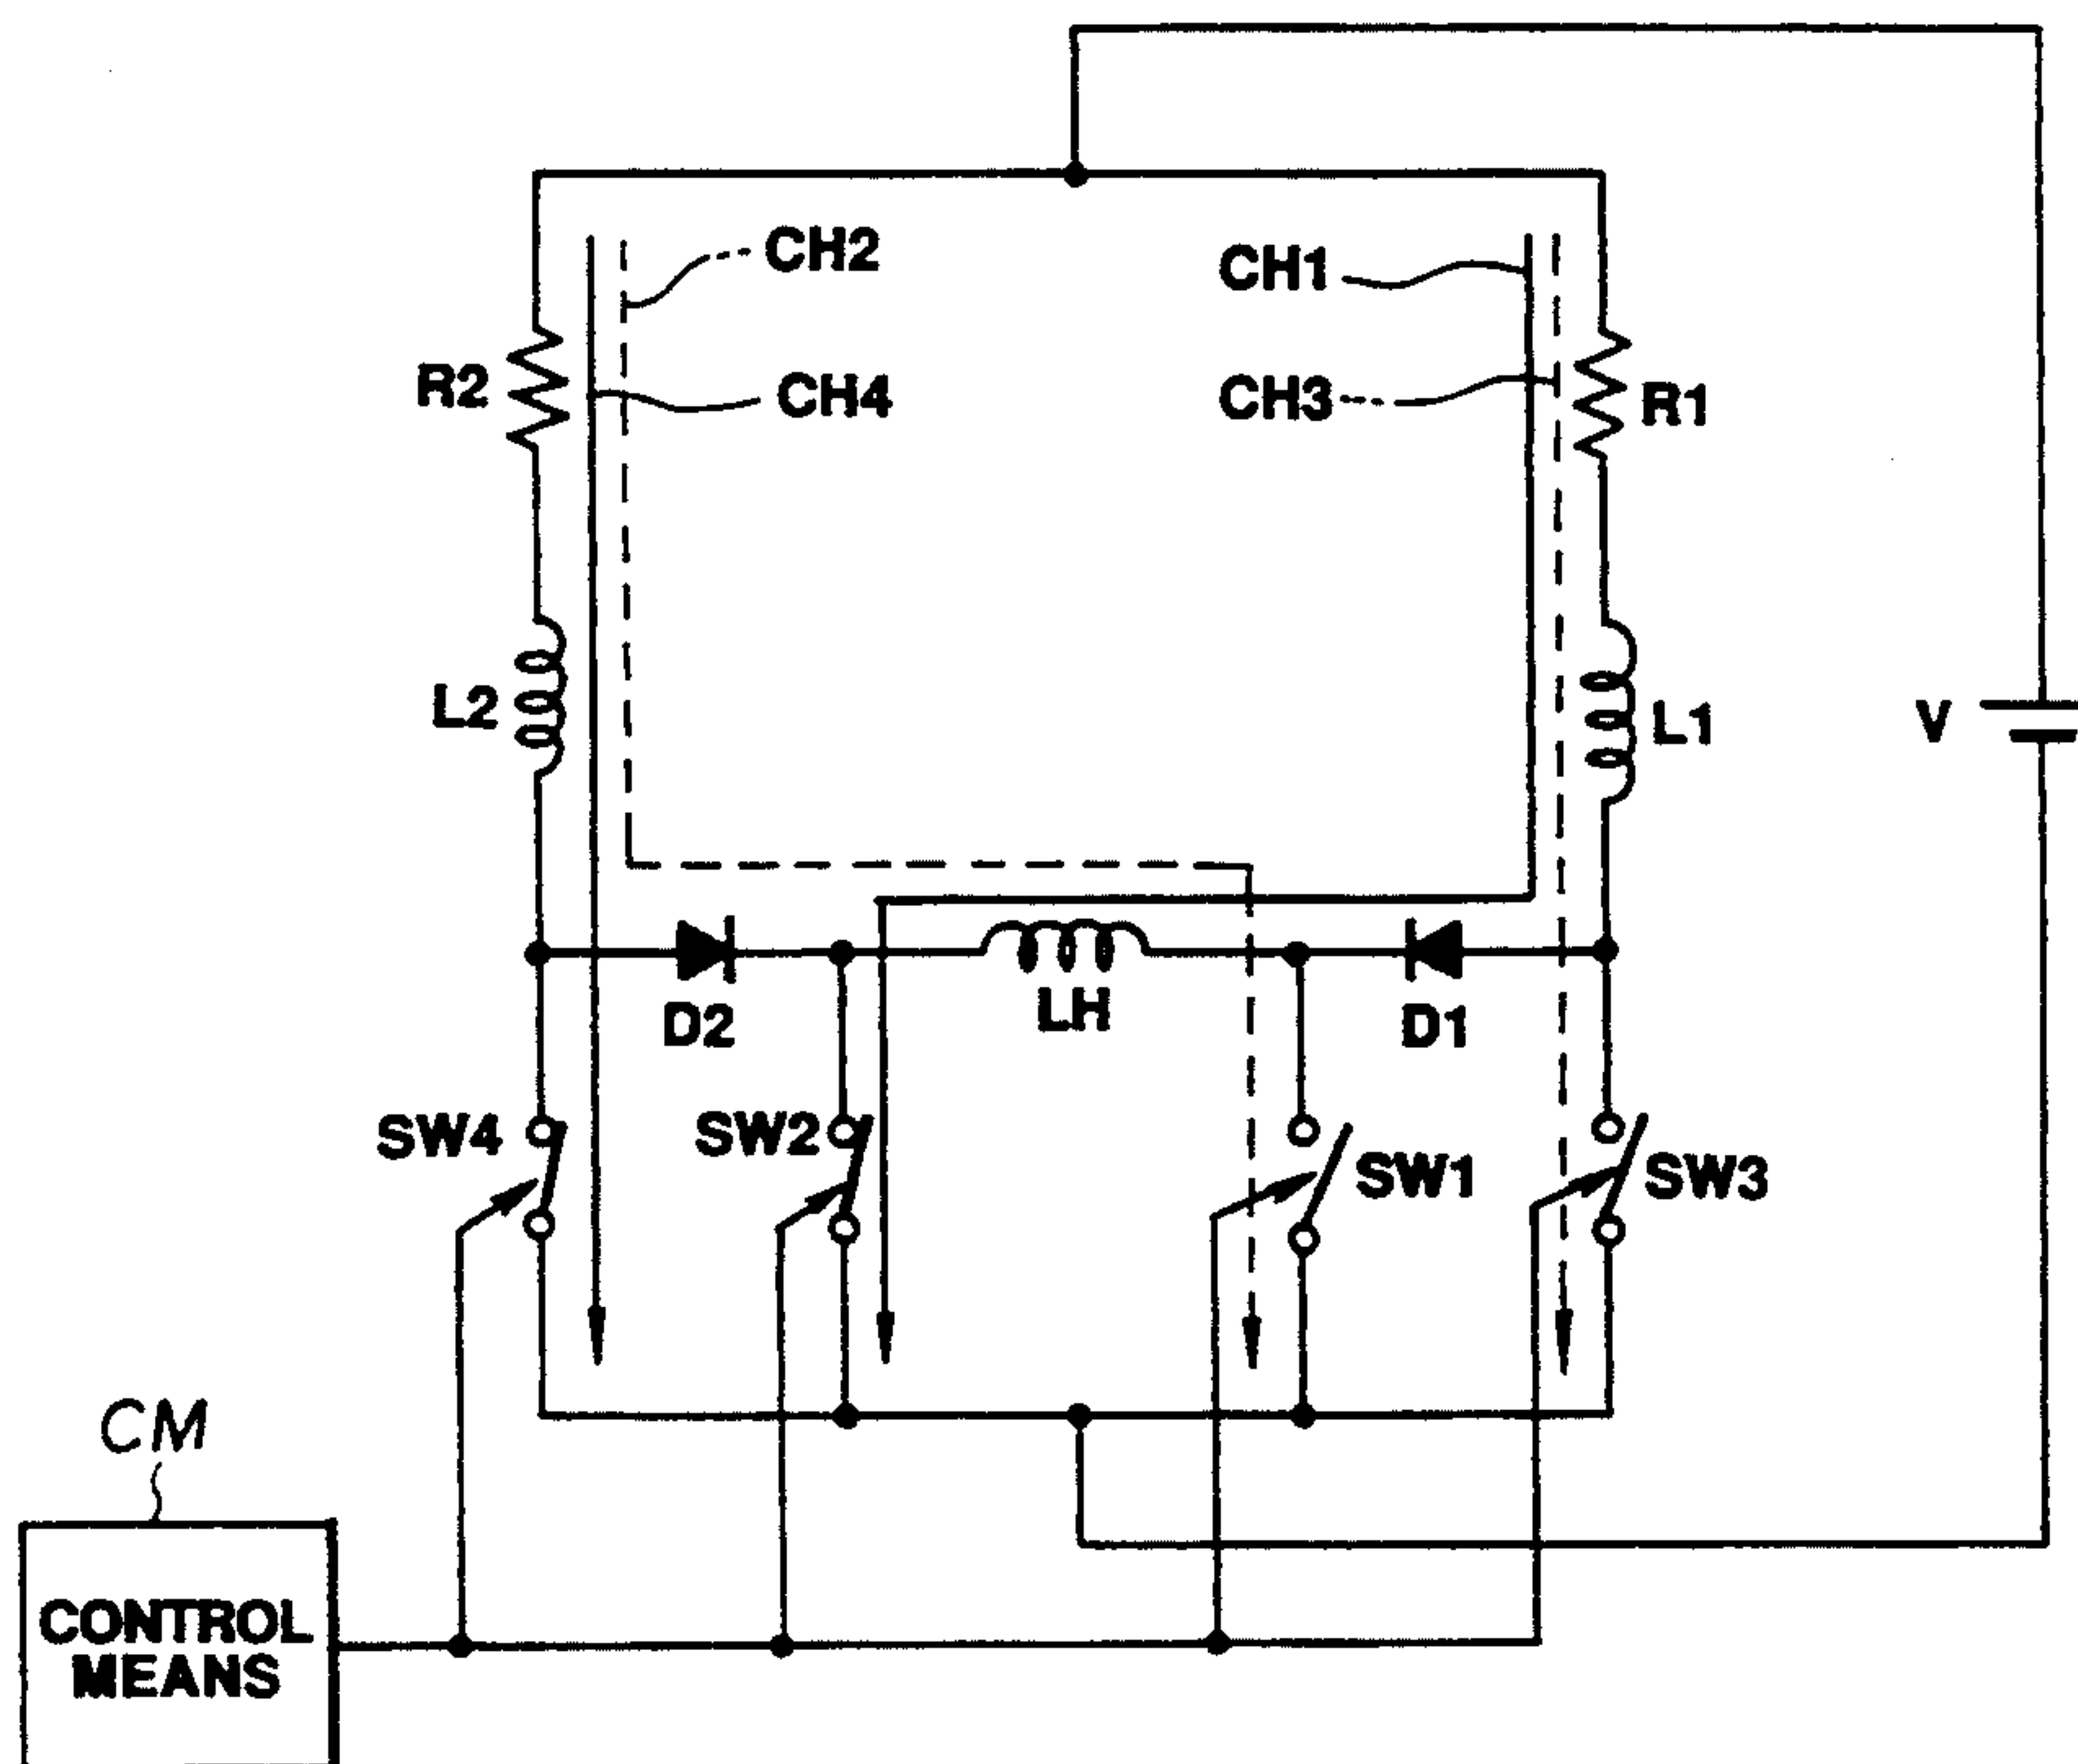 CH2
CH1
CH4
CH3
R2
R1
L2
L1
V
D2
LH
D1
SW4
SW2
SW1
SW3
CM
CONTROL
MEANS